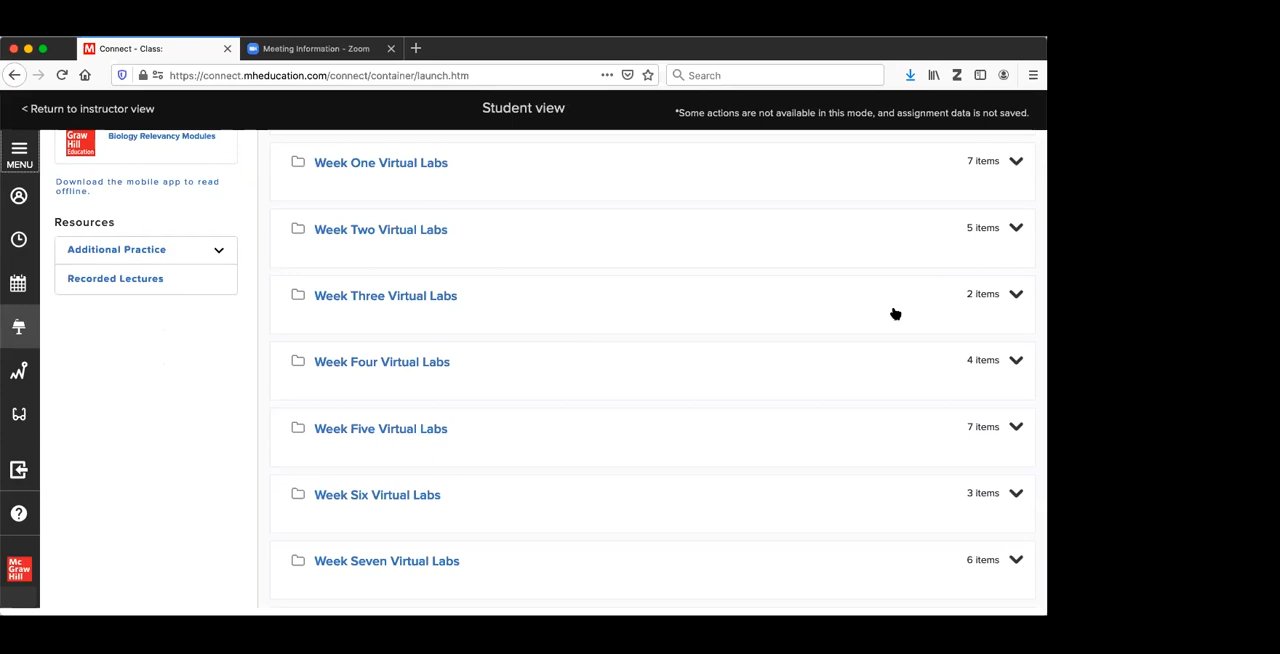 Connect - Class:
Meeting Information - Zoom
https://connect.mheducation.com/connect/container/launch.htm
Search
< Return to instructor view
Student view
*Some actions are not available in this mode, and assignment data is not saved.
MENU
Graw
Hill
Education
Biology Relevancy Modules
Download the mobile app to read
offline.
Resources
Additional Practice
Recorded Lectures
Week One Virtual Labs
7 items
Week Two Virtual Labs
5 items
Week Three Virtual Labs
2 items
Week Four Virtual Labs
4 items
Week Five Virtual Labs
7 items
Week Six Virtual Labs
3 items
Week Seven Virtual Labs
6 items
Mc
Graw
Hill